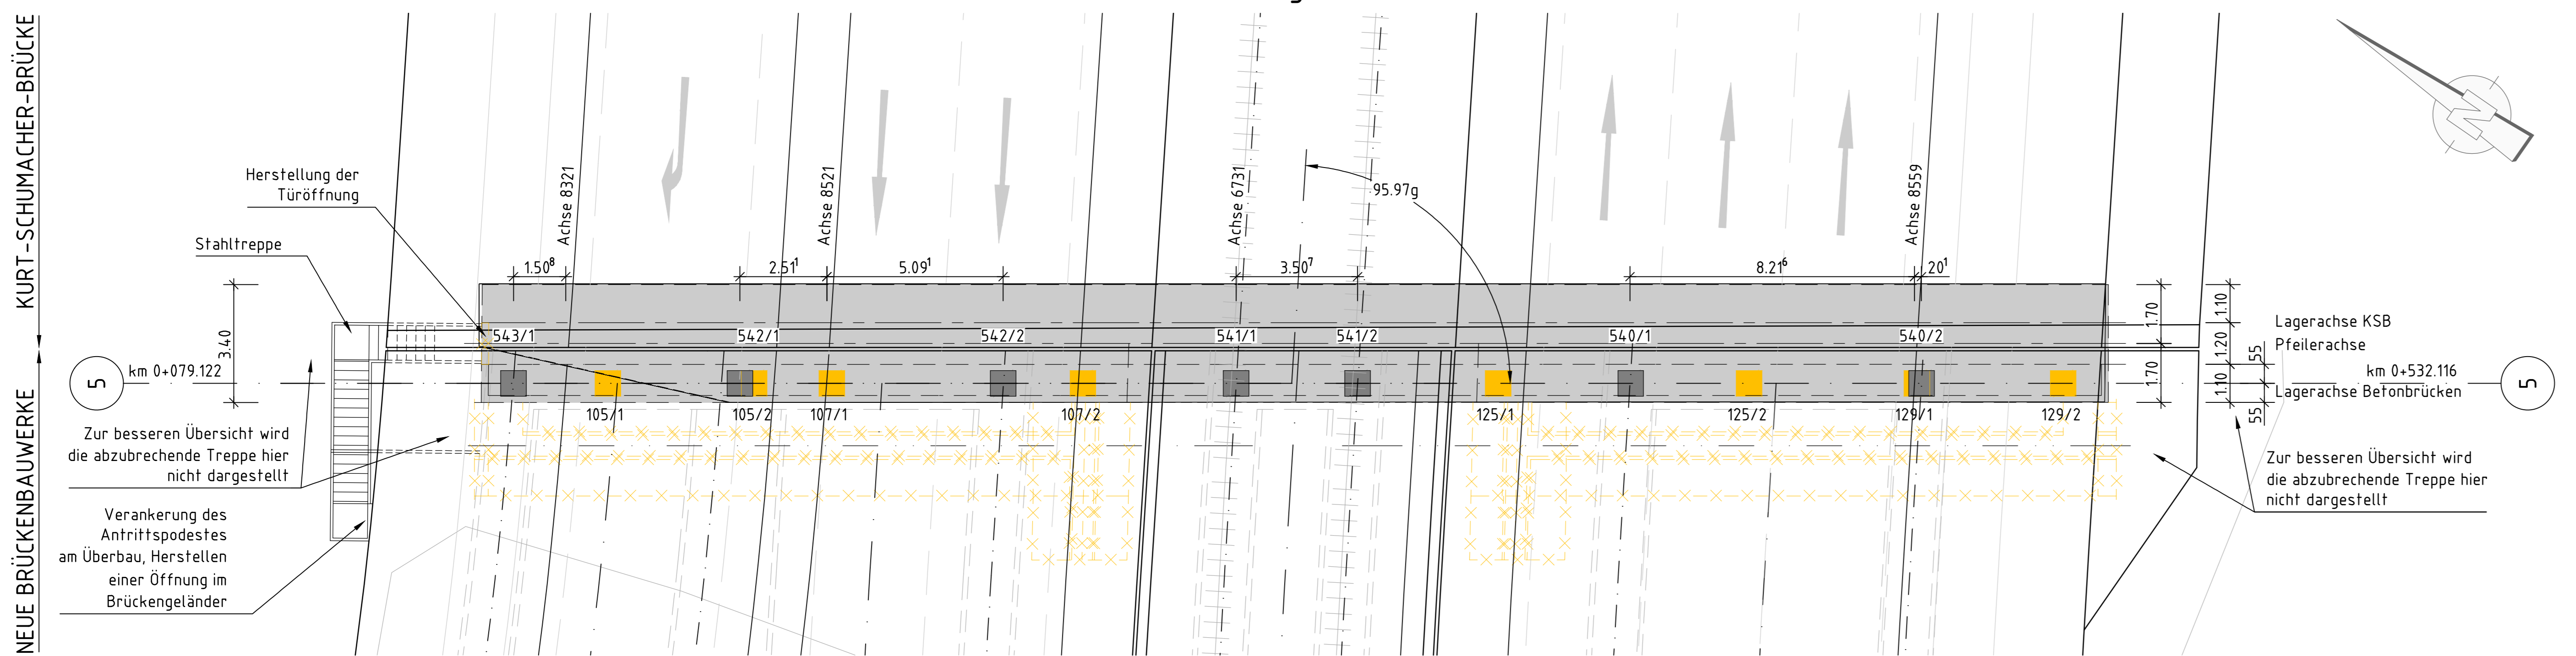 KURT-SCHUMACHER-BRÜCKE
NEUE BRÜCKENBAUWERKE
Herstellung der
Türöffnung
Stahltreppe
Achse 8321
Achse 8521
Achse 6731
Achse 8559
95.97g
N
1.50⁸
2.51¹
5.09¹
3.50⁷
8.21⁶
20¹
3.40
543/1
542/1
542/2
541/1
541/2
540/1
540/2
1.70
1.70
1.10
1.20
1.10
55
55
Lagerachse KSB
Pfeilerachse
5
km 0+079.122
km 0+532.116
Lagerachse Betonbrücken
5
105/1
105/2
107/1
107/2
125/1
125/2
129/1
129/2
Zur besseren Übersicht wird
die abzubrechende Treppe hier
nicht dargestellt
Verankerung des
Antrittspodestes
am Überbau, Herstellen
einer Öffnung im
Brückengeländer
Zur besseren Übersicht wird
die abzubrechende Treppe hier
nicht dargestellt